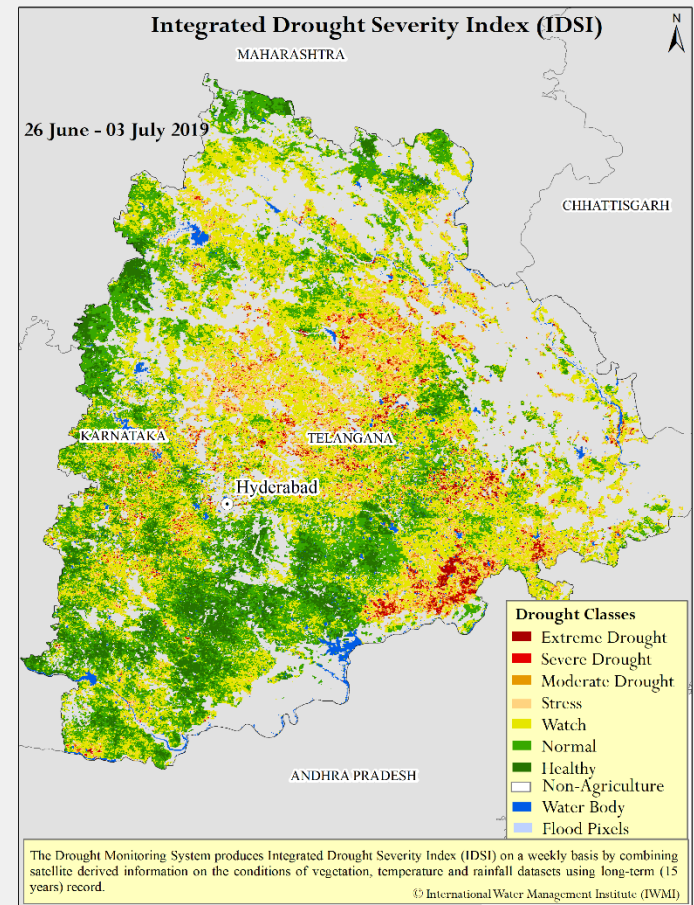 Integrated Drought Severity Index (IDSI)
N
MAHARASHTRA
26 June - 03 July 2019
CHHATTISGARH
KARNATAKA
TELANGANA
Hyderabad
Drought Classes
Extreme Drought
Severe Drought
Moderate Drought
Stress
Watch
Normal
Healthy
Non-Agriculture
Water Body
Flood Pixels
ANDHRA PRADESH
The Drought Monitoring System produces Integrated Drought Severity Index (IDSI) on a weekly basis by combining
satellite derived information on the conditions of vegetation, temperature and rainfall datasets using long-term (15
years) record.
© International Water Management Institute (IWMI)